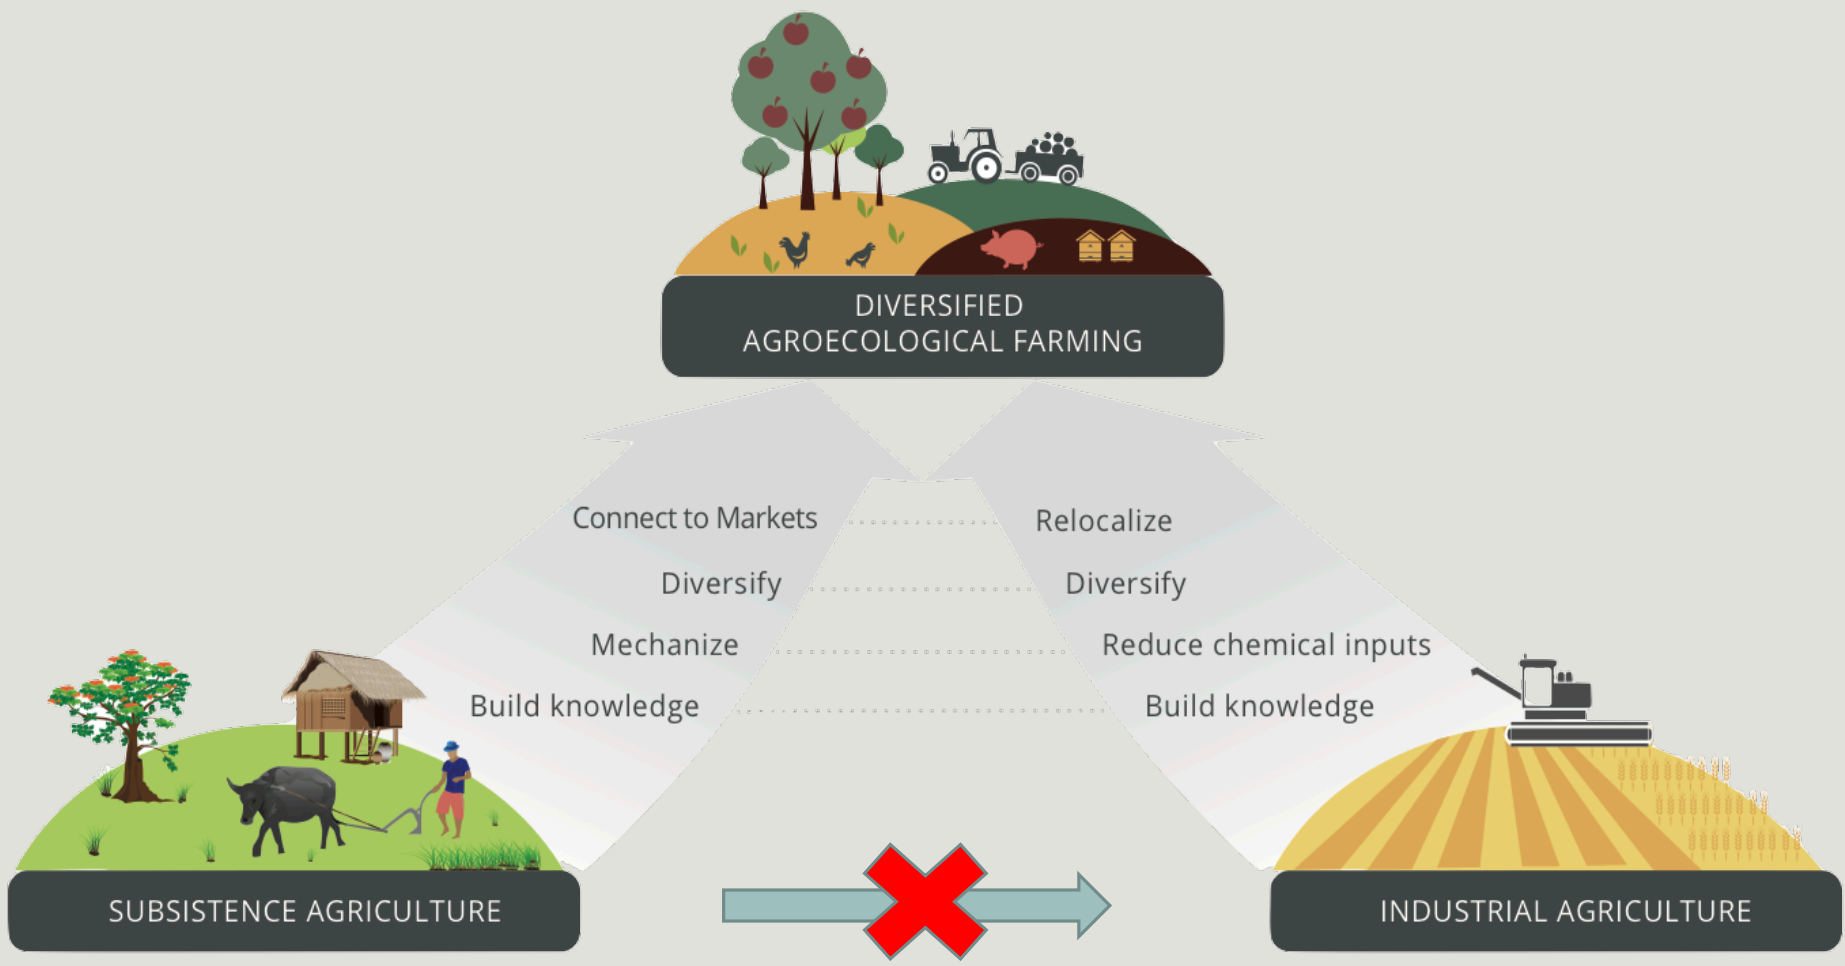 DIVERSIFIED
AGROECOLOGICAL FARMING
Connect to Markets
Relocalize
Diversify
Diversify
Mechanize
Reduce chemical inputs
Build knowledge
Build knowledge
SUBSISTENCE AGRICULTURE
INDUSTRIAL AGRICULTURE